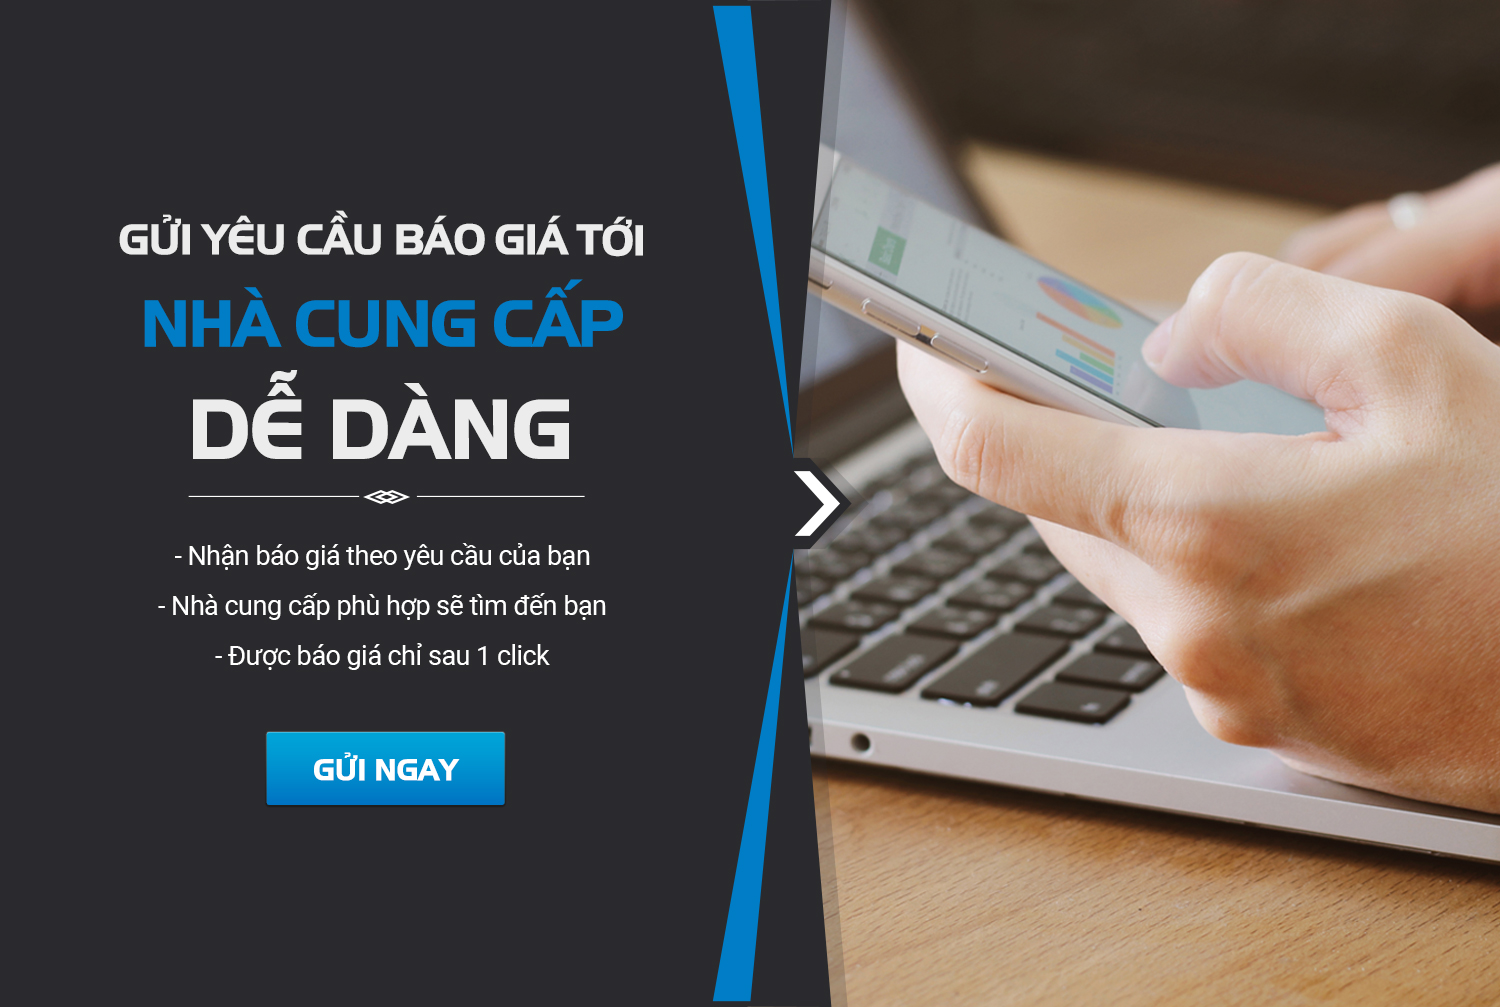 GỬI YÊU CẦU BÁO GIÁ TỚI
NHÀ CUNG CẤP
DỄ DÀNG
- Nhận báo giá theo yêu cầu của bạn
- Nhà cung cấp phù hợp sẽ tìm đến bạn
- Được báo giá chỉ sau 1 click
GỬI NGAY